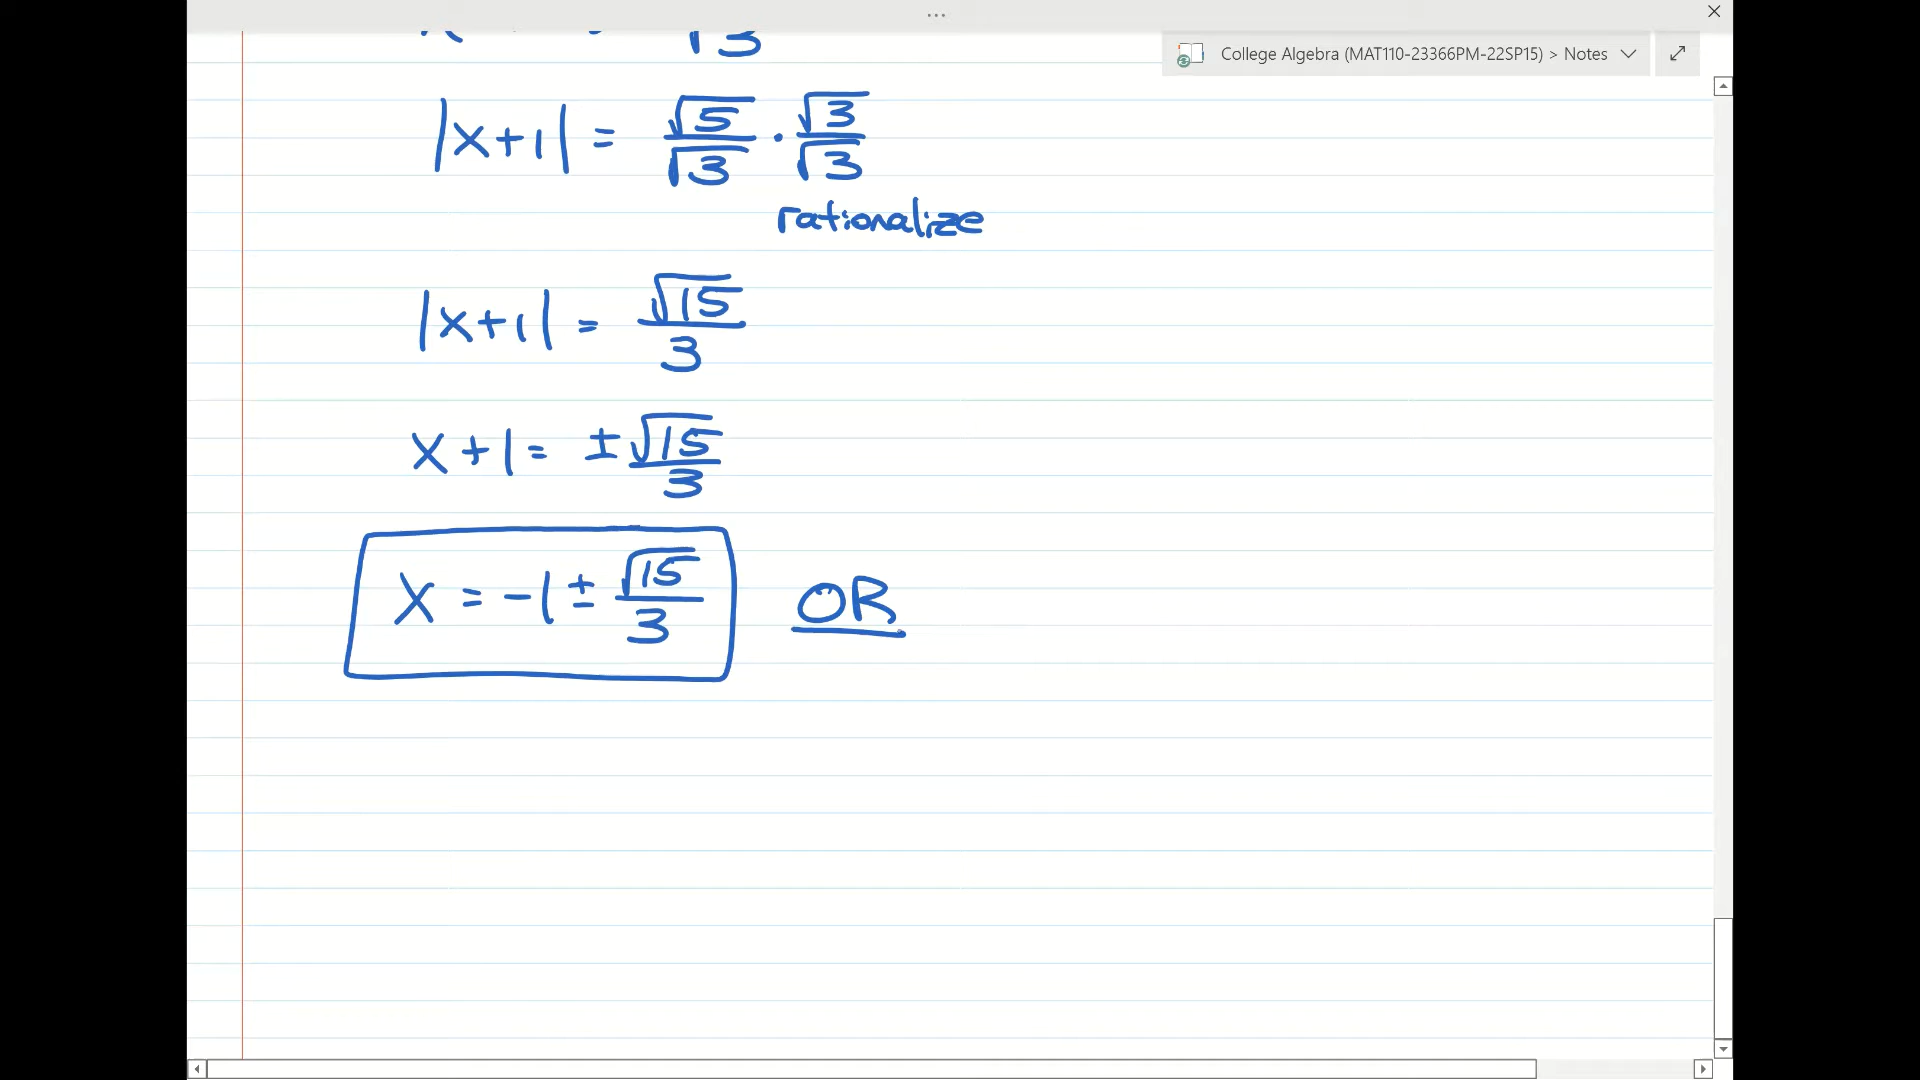 College Algebra (MAT110-23366PM-22SP15) > Notes
√3
|x+1| = √5/√3 · √3/√3
rationalize
|x+1| = √15/3
x+1 = ±√15/3
x = -1 ± √15/3 OR